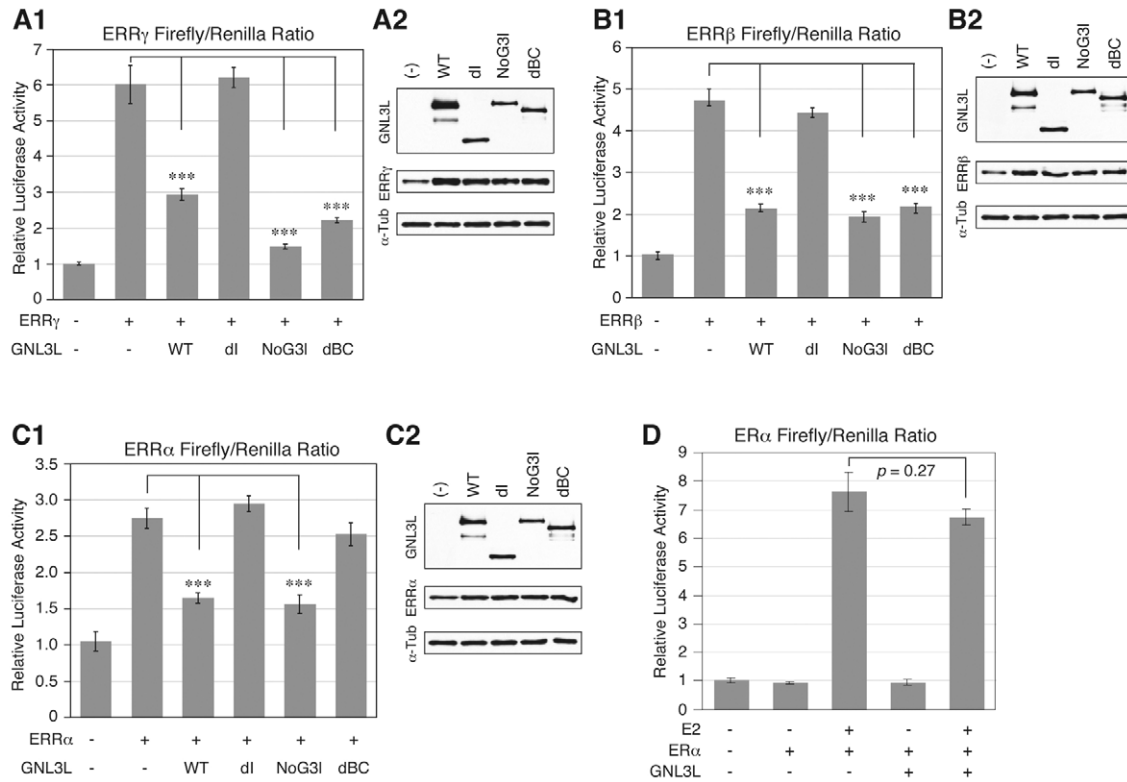 A1
ERRγ Firefly/Renilla Ratio
Relative Luciferase Activity
7
6
5
4
3
2
1
0
***
***
***
ERRγ - + + + + +
GNL3L - - WT dI NoG3l dBC
A2
(-) WT dI NoG3l dBC
GNL3L
ERRγ
α-Tub
B1
ERRβ Firefly/Renilla Ratio
Relative Luciferase Activity
6
5
4
3
2
1
0
***
***
***
ERRβ - + + + + +
GNL3L - - WT dI NoG3l dBC
B2
(-) WT dI NoG3l dBC
GNL3L
ERRβ
α-Tub
C1
ERRα Firefly/Renilla Ratio
Relative Luciferase Activity
3.5
3.0
2.5
2.0
1.5
1.0
0.5
0
***
***
ERRα - + + + + +
GNL3L - - WT dI NoG3l dBC
C2
(-) WT dI NoG3l dBC
GNL3L
ERRα
α-Tub
D
ERα Firefly/Renilla Ratio
Relative Luciferase Activity
9
8
7
6
5
4
3
2
1
0
p = 0.27
E2 - - + - +
ERα - + + + +
GNL3L - - - + +